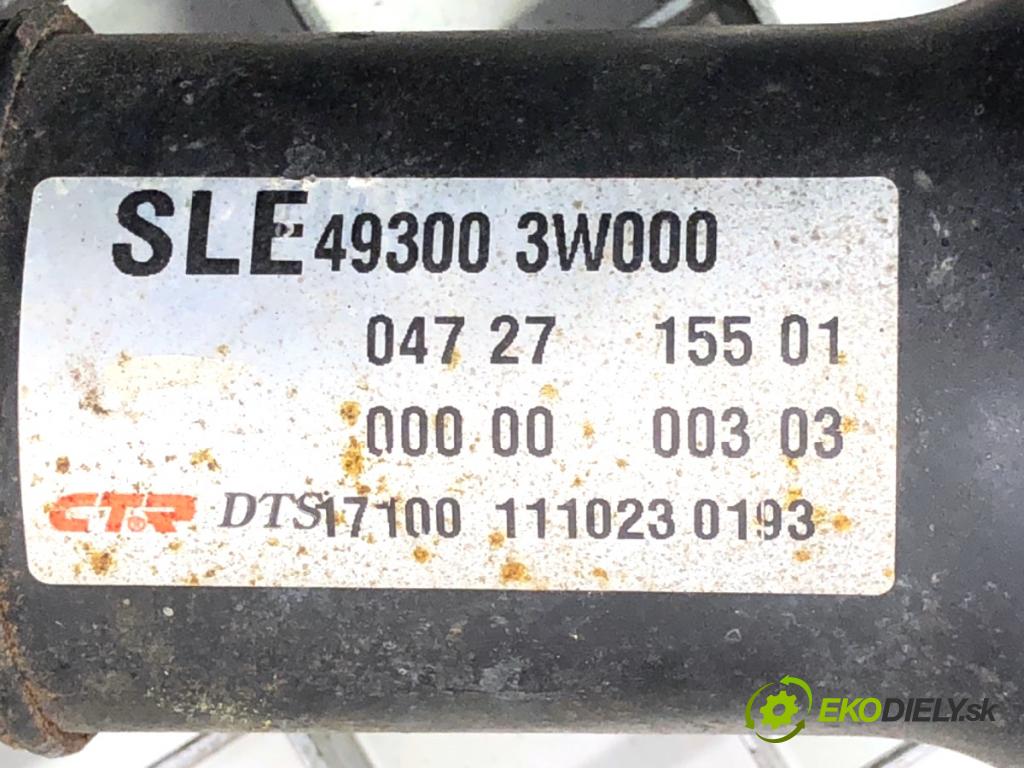 SLE 49300 3W000
047 27 155 01
000 00 003 03
CTR DTS 17100 111023 0193
EKODIELY.sk